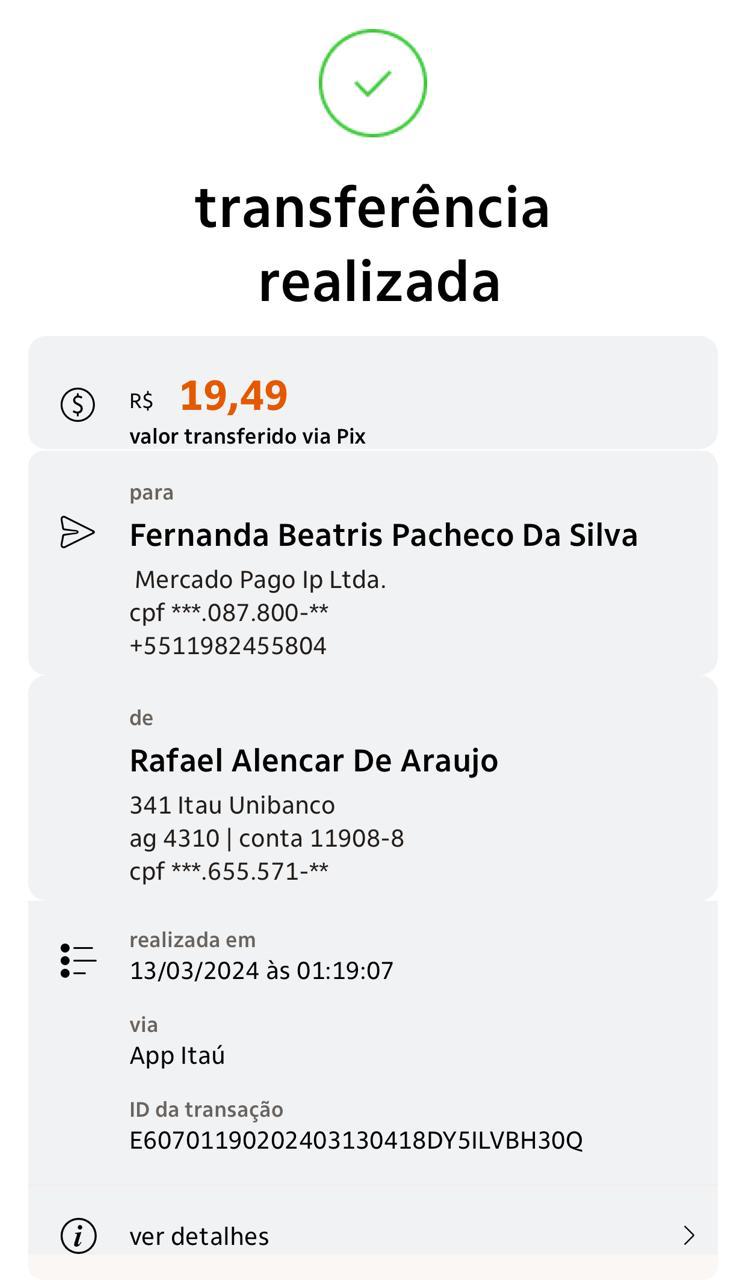 transferência
realizada
R$ 19,49
valor transferido via Pix
para
Fernanda Beatris Pacheco Da Silva
Mercado Pago Ip Ltda.
cpf ***.087.800-**
+5511982455804
de
Rafael Alencar De Araujo
341 Itau Unibanco
ag 4310 | conta 11908-8
cpf ***.655.571-**
realizada em
13/03/2024 às 01:19:07
via
App Itaú
ID da transação
E60701190202403130418DY5ILVBH30Q
ver detalhes